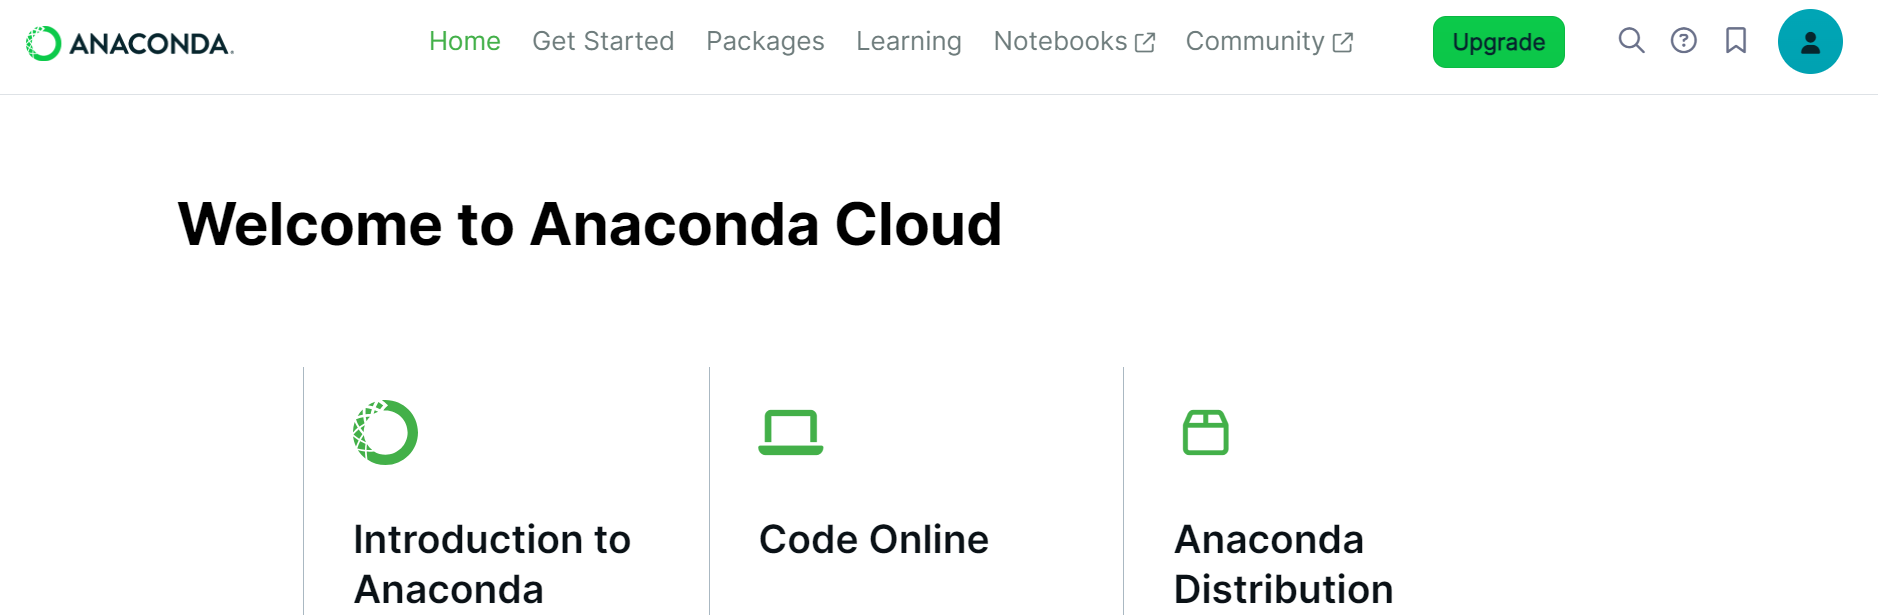 ANACONDA.
Home Get Started Packages Learning Notebooks Community Upgrade
Welcome to Anaconda Cloud
Introduction to
Anaconda
Code Online
Anaconda
Distribution